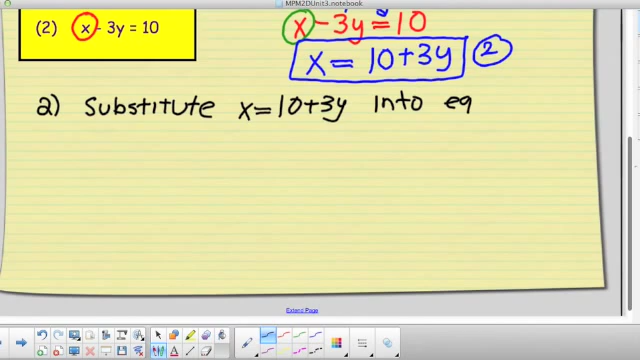 MPM2DUnit3.notebook
(2) x - 3y = 10
x - 3y = 10
x = 10+3y (2)
2) Substitute x=10+3y into eq
Extend Page